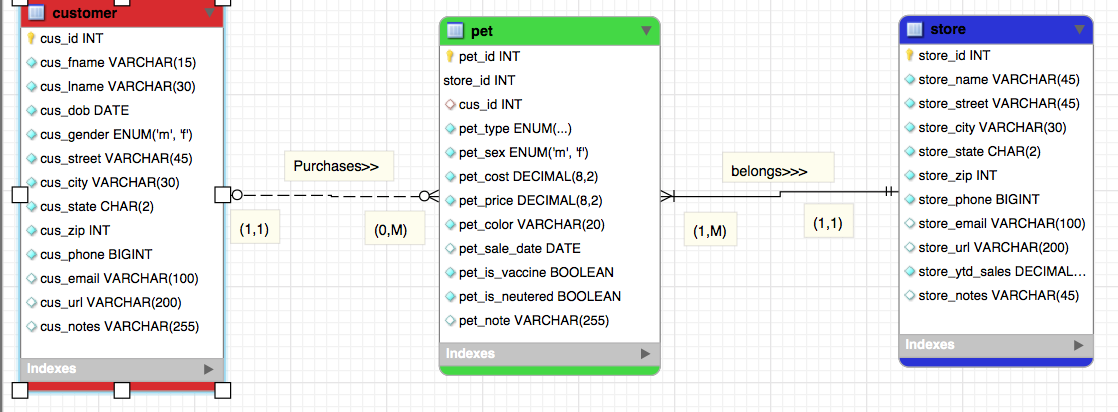 customer
cus_id INT
cus_fname VARCHAR(15)
cus_lname VARCHAR(30)
cus_dob DATE
cus_gender ENUM('m', 'f')
cus_street VARCHAR(45)
cus_city VARCHAR(30)
cus_state CHAR(2)
cus_zip INT
cus_phone BIGINT
cus_email VARCHAR(100)
cus_url VARCHAR(200)
cus_notes VARCHAR(255)
Indexes
Purchases>>
(1,1)
(0,M)
pet
pet_id INT
store_id INT
cus_id INT
pet_type ENUM(...)
pet_sex ENUM('m', 'f')
pet_cost DECIMAL(8,2)
pet_price DECIMAL(8,2)
pet_color VARCHAR(20)
pet_sale_date DATE
pet_is_vaccine BOOLEAN
pet_is_neutered BOOLEAN
pet_note VARCHAR(255)
Indexes
belongs>>>
(1,M)
(1,1)
store
store_id INT
store_name VARCHAR(45)
store_street VARCHAR(45)
store_city VARCHAR(30)
store_state CHAR(2)
store_zip INT
store_phone BIGINT
store_email VARCHAR(100)
store_url VARCHAR(200)
store_ytd_sales DECIMAL...
store_notes VARCHAR(45)
Indexes